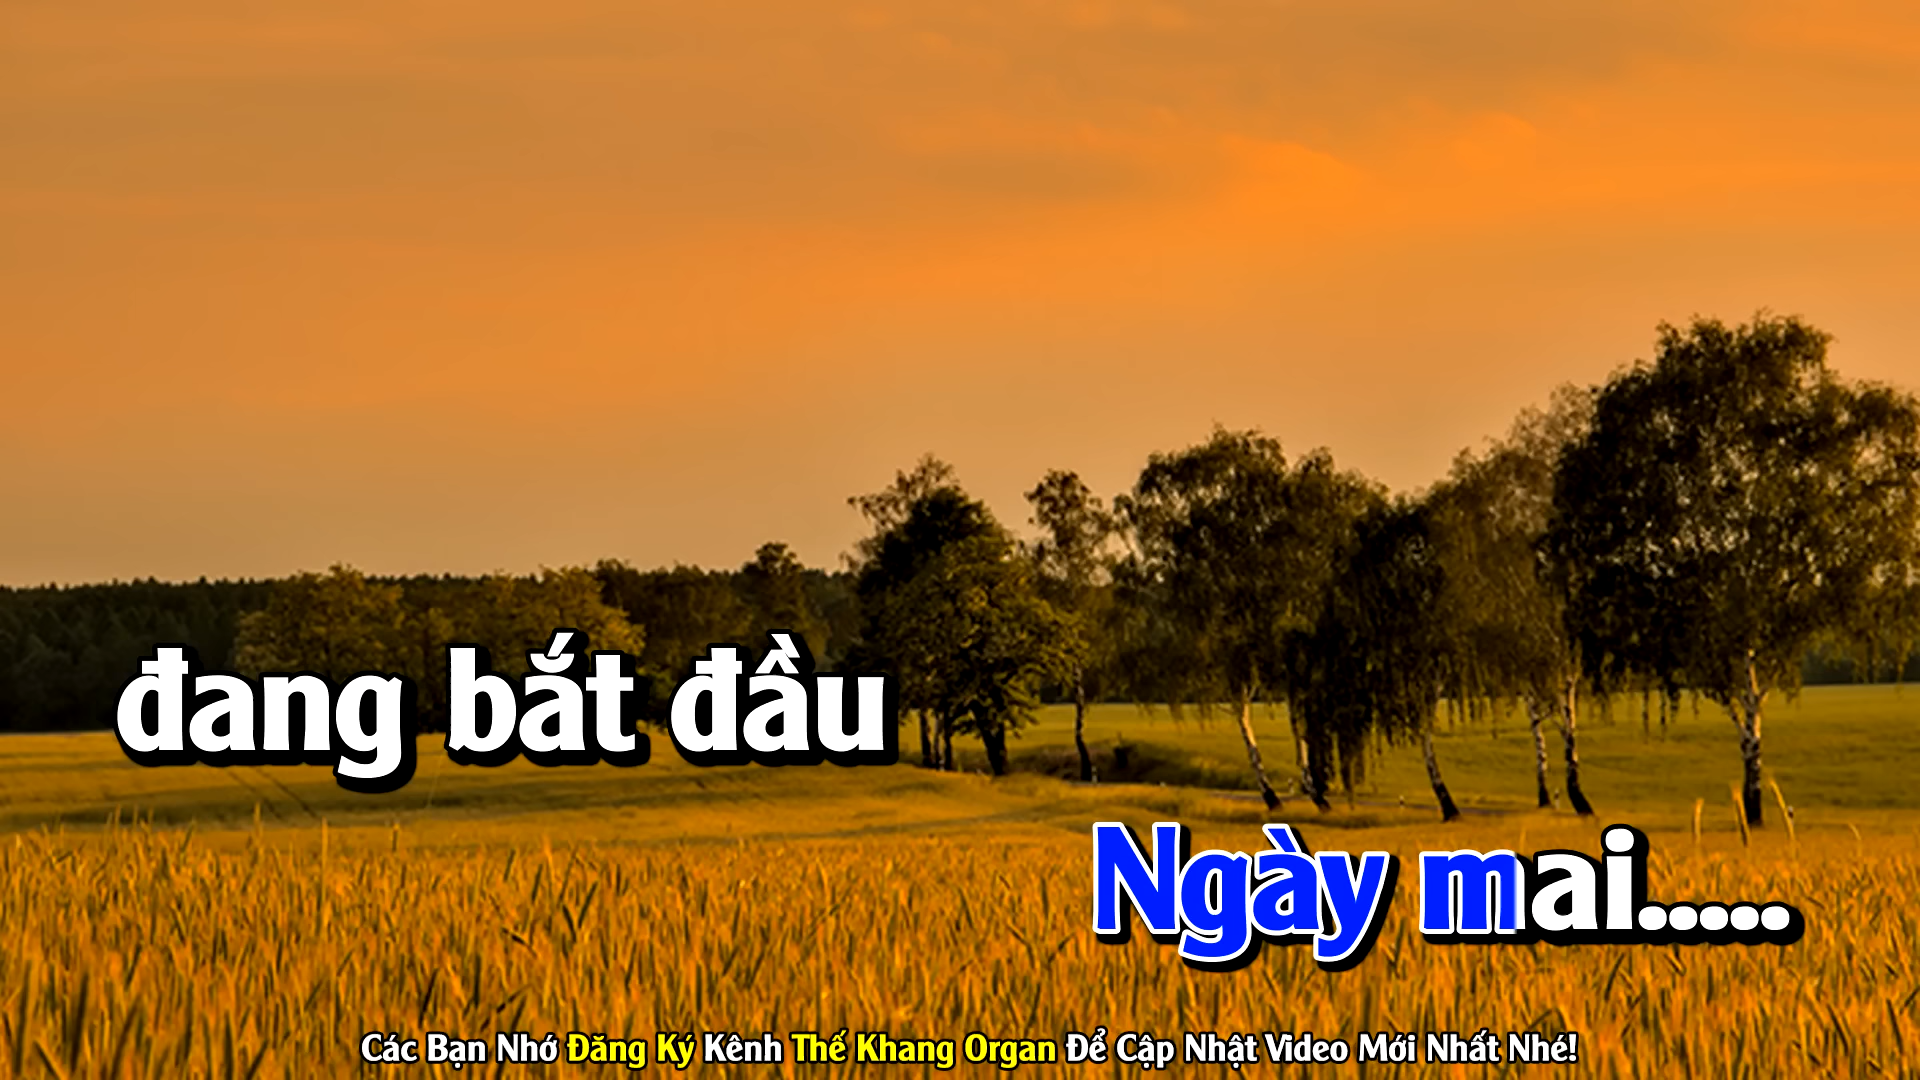 đang bắt đầu
Ngày mai.....
Các Bạn Nhớ Đăng Ký Kênh Thế Khang Organ Để Cập Nhật Video Mới Nhất Nhé!